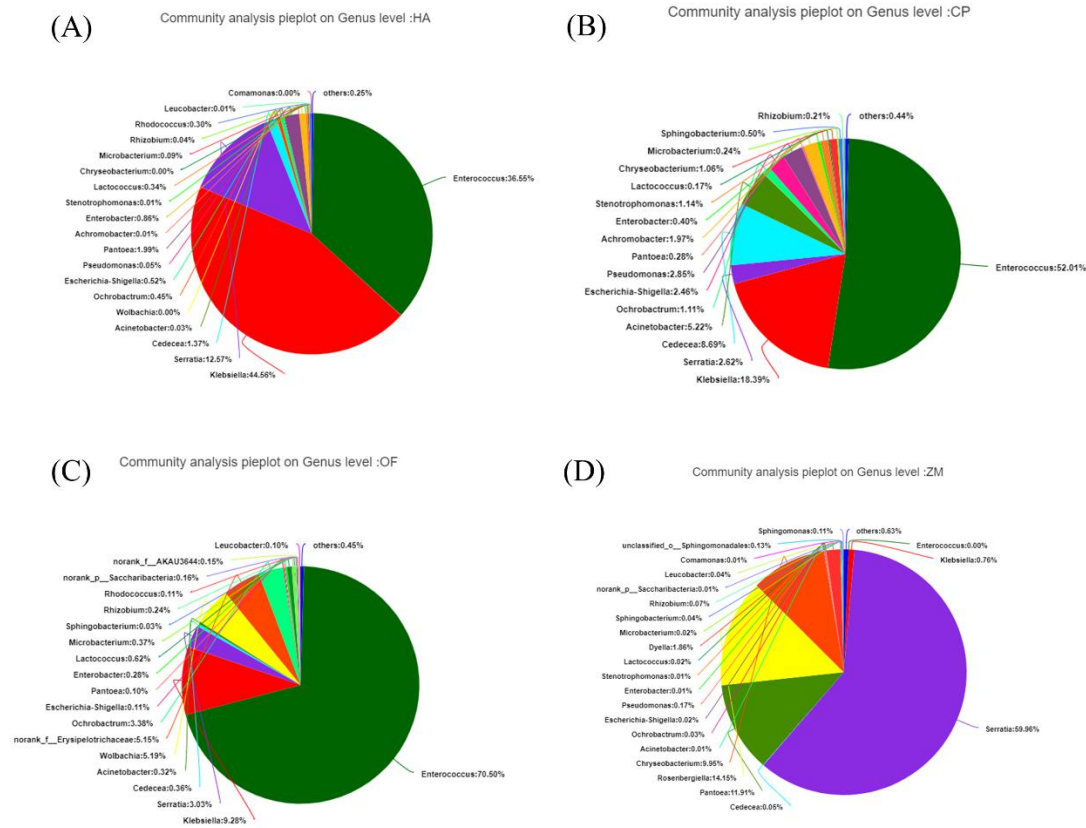 (A)
Community analysis pieplot on Genus level :HA
Comamonas:0.00%
others:0.25%
Leucobacter:0.01%
Rhodococcus:0.30%
Rhizobium:0.04%
Microbacterium:0.09%
Chryseobacterium:0.00%
Lactococcus:0.34%
Stenotrophomonas:0.01%
Enterobacter:0.86%
Achromobacter:0.01%
Pantoea:1.99%
Pseudomonas:0.05%
Escherichia-Shigella:0.52%
Ochrobactrum:0.45%
Wolbachia:0.00%
Acinetobacter:0.03%
Cedecea:1.37%
Serratia:12.57%
Klebsiella:44.56%
Enterococcus:36.55%
(B)
Community analysis pieplot on Genus level :CP
Rhizobium:0.21%
others:0.44%
Sphingobacterium:0.50%
Microbacterium:0.24%
Chryseobacterium:1.06%
Lactococcus:0.17%
Stenotrophomonas:1.14%
Enterobacter:0.40%
Achromobacter:1.97%
Pantoea:0.28%
Pseudomonas:2.85%
Escherichia-Shigella:2.46%
Ochrobactrum:1.11%
Acinetobacter:5.22%
Cedecea:8.69%
Serratia:2.62%
Klebsiella:18.39%
Enterococcus:52.01%
(C)
Community analysis pieplot on Genus level :OF
Leucobacter:0.10%
others:0.45%
norank_f__AKAU3644:0.15%
norank_p__Saccharibacteria:0.16%
Rhodococcus:0.11%
Rhizobium:0.24%
Sphingobacterium:0.03%
Microbacterium:0.37%
Lactococcus:0.62%
Enterobacter:0.28%
Pantoea:0.10%
Escherichia-Shigella:0.11%
Ochrobactrum:3.38%
norank_f__Erysipelotrichaceae:5.15%
Wolbachia:5.19%
Acinetobacter:0.32%
Cedecea:0.36%
Serratia:3.03%
Klebsiella:9.28%
Enterococcus:70.50%
(D)
Community analysis pieplot on Genus level :ZM
Sphingomonas:0.11%
others:0.63%
unclassified_o__Sphingomonadales:0.13%
Enterococcus:0.00%
Comamonas:0.01%
Klebsiella:0.76%
Leucobacter:0.04%
norank_p__Saccharibacteria:0.01%
Rhizobium:0.07%
Sphingobacterium:0.04%
Microbacterium:0.02%
Dyella:1.86%
Lactococcus:0.02%
Stenotrophomonas:0.01%
Enterobacter:0.01%
Pseudomonas:0.17%
Escherichia-Shigella:0.02%
Ochrobactrum:0.03%
Acinetobacter:0.01%
Chryseobacterium:9.95%
Rosenbergiella:14.15%
Pantoea:11.91%
Cedecea:0.05%
Serratia:59.96%